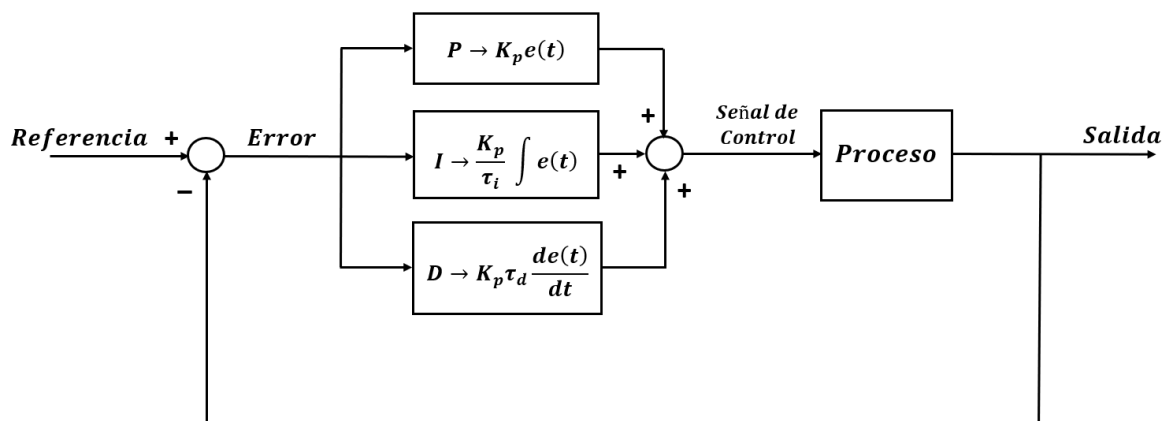 P → K_p e(t)
Referencia
+
−
Error
I → K_p/τ_i ∫ e(t)
D → K_p τ_d de(t)/dt
+
+
+
Señal de
Control
Proceso
Salida